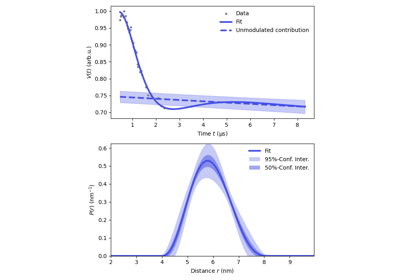 1.00
0.95
0.90
0.85
0.80
0.75
0.70
V(t) (arb.u.)
Data
Fit
Unmodulated contribution
1 2 3 4 5 6 7 8
Time t (μs)
0.6
0.5
0.4
0.3
0.2
0.1
0.0
P(r) (nm⁻¹)
Fit
95%-Conf. Inter.
50%-Conf. Inter.
2 3 4 5 6 7 8 9
Distance r (nm)